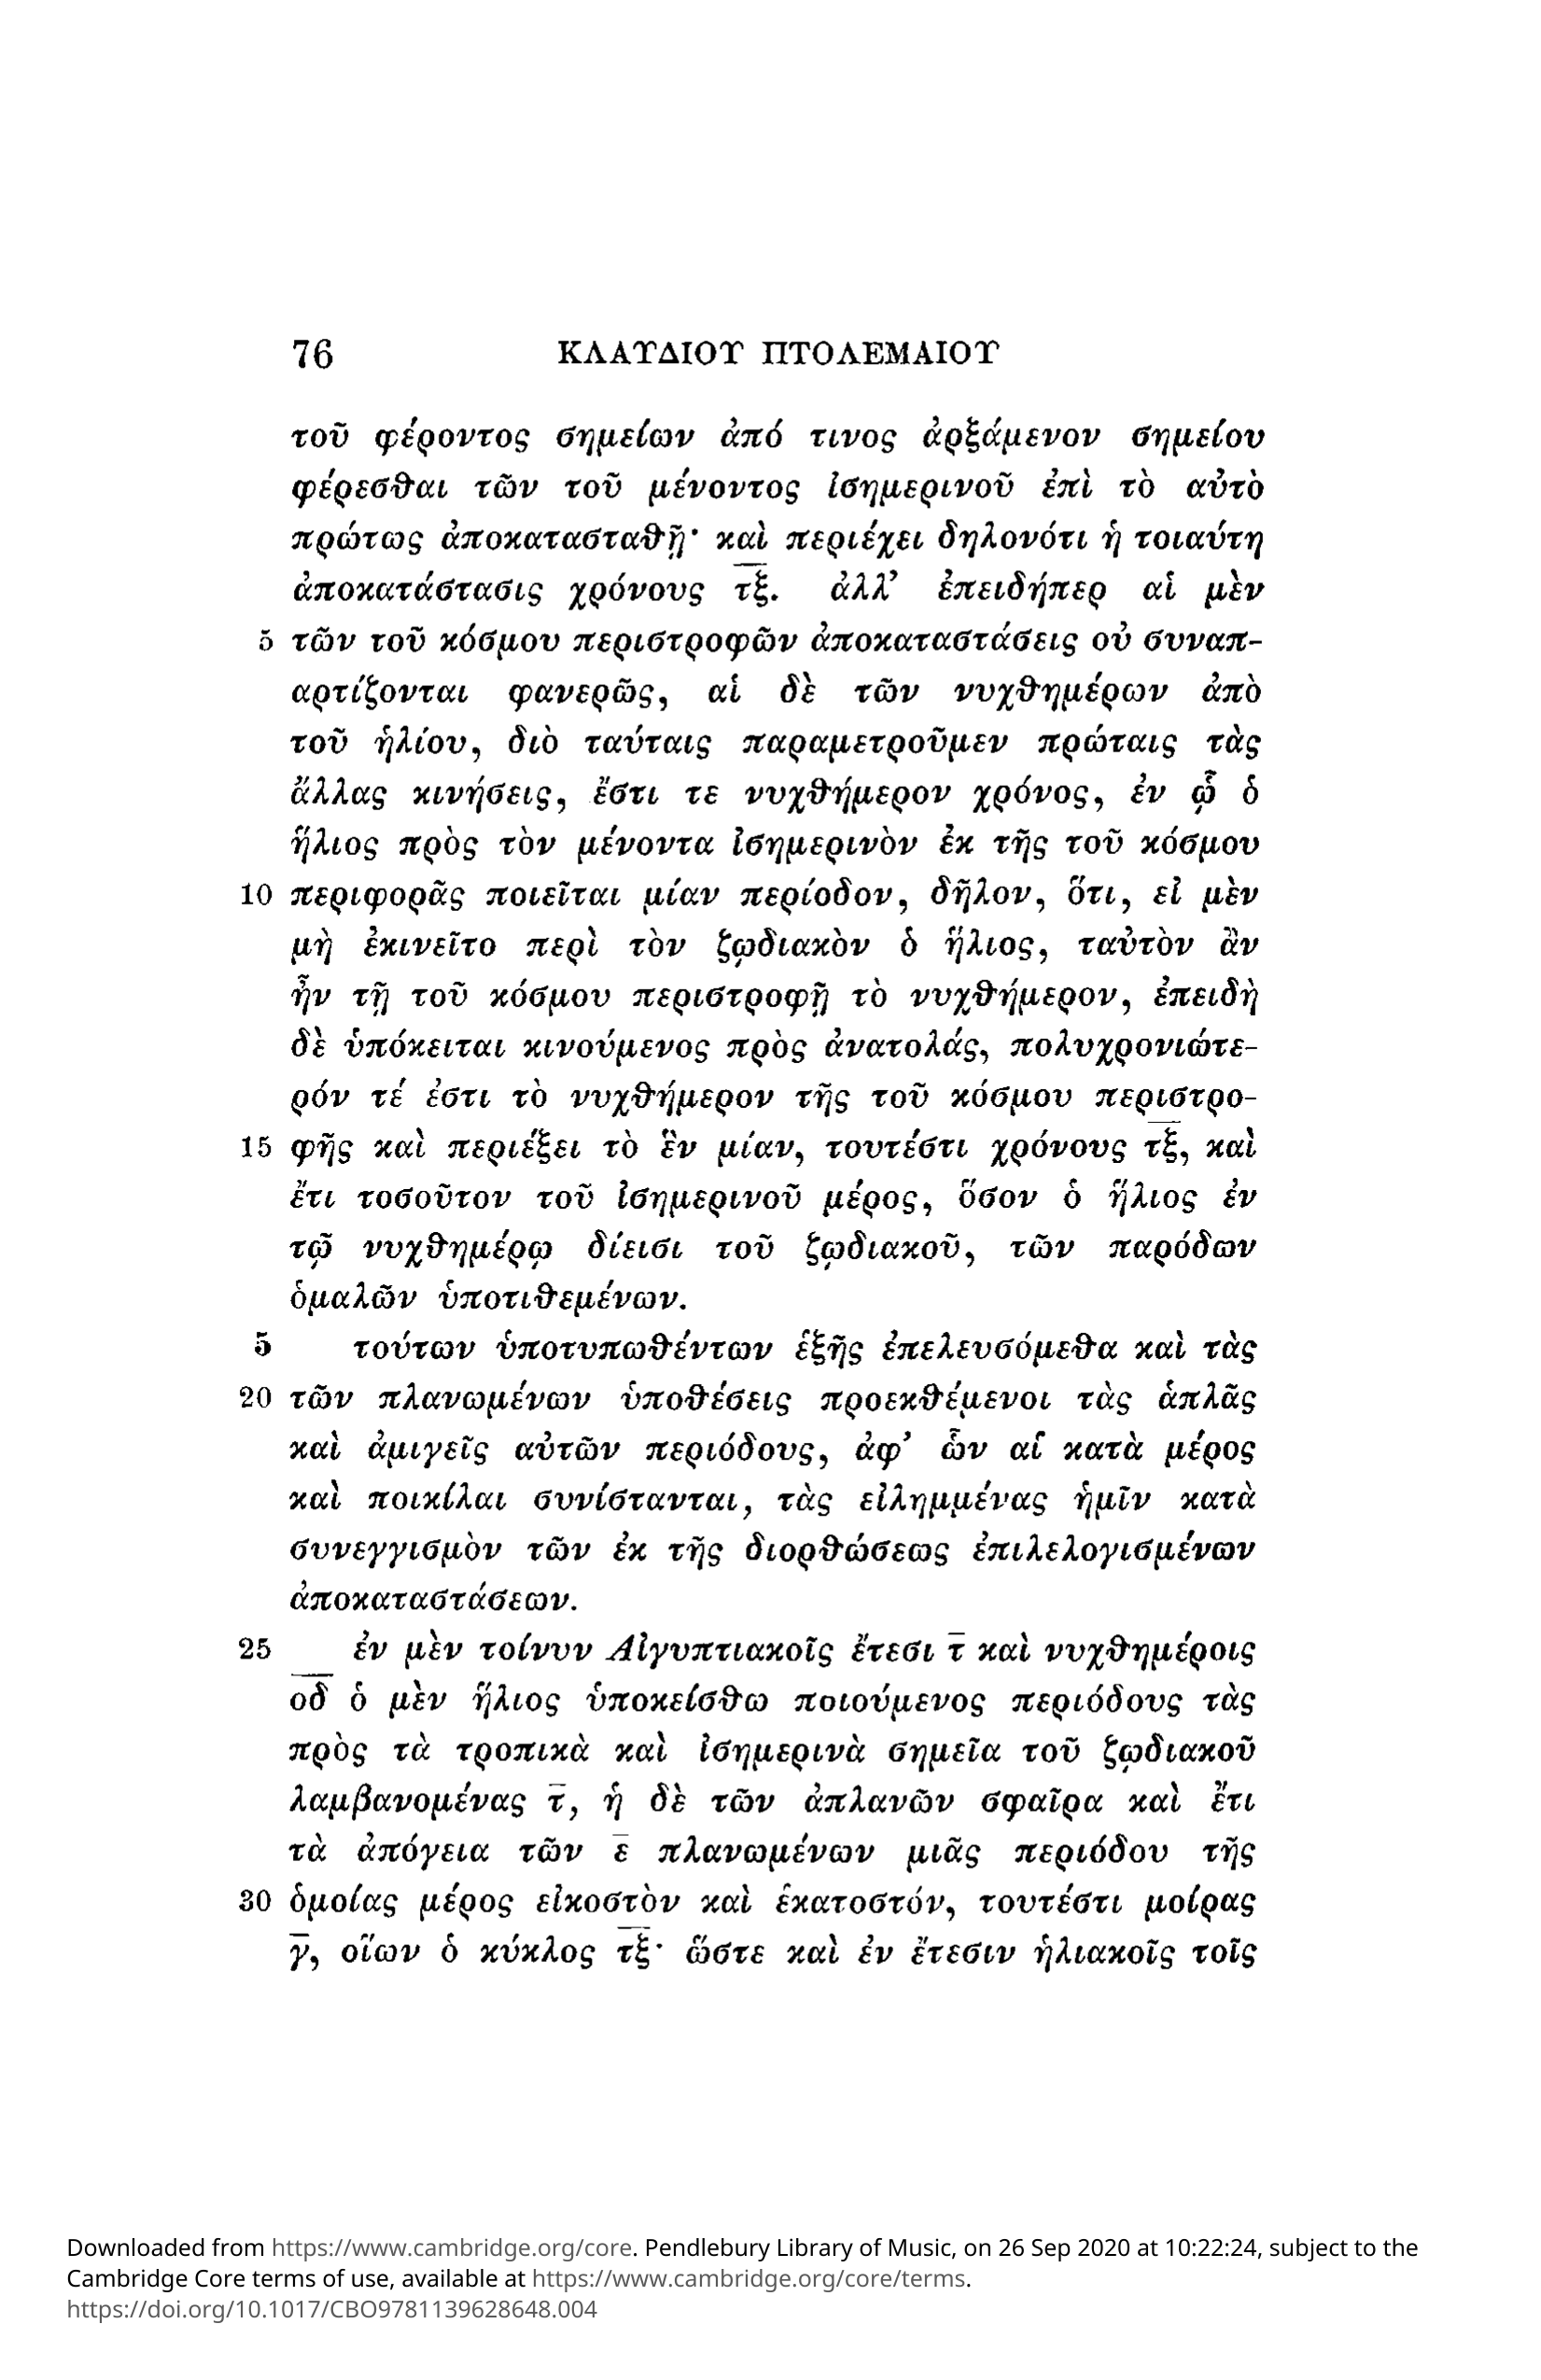 76 ΚΛΑΥΔΙΟΥ ΠΤΟΛΕΜΑΙΟΥ
τοῦ φέροντος σημείων ἀπό τινος ἀρξάμενον σημείου
φέρεσθαι τῶν τοῦ μένοντος ἰσημερινοῦ ἐπὶ τὸ αὐτὸ
πρώτως ἀποκατασταθῇ· καὶ περιέχει δηλονότι ἡ τοιαύτη
ἀποκατάστασις χρόνους τ̅ξ̅. ἀλλ’ ἐπειδήπερ αἱ μὲν
5 τῶν τοῦ κόσμου περιστροφῶν ἀποκαταστάσεις οὐ συναπ-
αρτίζονται φανερῶς, αἱ δὲ τῶν νυχθημέρων ἀπὸ
τοῦ ἡλίου, διὸ ταύταις παραμετροῦμεν πρώταις τὰς
ἄλλας κινήσεις, ἔστι τε νυχθήμερον χρόνος, ἐν ᾧ ὁ
ἥλιος πρὸς τὸν μένοντα ἰσημερινὸν ἐκ τῆς τοῦ κόσμου
10 περιφορᾶς ποιεῖται μίαν περίοδον, δῆλον, ὅτι, εἰ μὲν
μὴ ἐκινεῖτο περὶ τὸν ζῳδιακὸν ὁ ἥλιος, ταὐτὸν ἂν
ἦν τῇ τοῦ κόσμου περιστροφῇ τὸ νυχθήμερον, ἐπειδὴ
δὲ ὑπόκειται κινούμενος πρὸς ἀνατολάς, πολυχρονιώτε-
ρόν τέ ἐστι τὸ νυχθήμερον τῆς τοῦ κόσμου περιστρο-
15 φῆς καὶ περιέξει τὸ ἓν μίαν, τουτέστι χρόνους τ̅ξ̅, καὶ
ἔτι τοσοῦτον τοῦ ἰσημερινοῦ μέρος, ὅσον ὁ ἥλιος ἐν
τῷ νυχθημέρῳ δίεισι τοῦ ζῳδιακοῦ, τῶν παρόδων
ὁμαλῶν ὑποτιθεμένων.
5 τούτων ὑποτυπωθέντων ἑξῆς ἐπελευσόμεθα καὶ τὰς
20 τῶν πλανωμένων ὑποθέσεις προεκθέμενοι τὰς ἁπλᾶς
καὶ ἀμιγεῖς αὐτῶν περιόδους, ἀφ’ ὧν αἱ κατὰ μέρος
καὶ ποικίλαι συνίστανται, τὰς εἰλημμένας ἡμῖν κατὰ
συνεγγισμὸν τῶν ἐκ τῆς διορθώσεως ἐπιλελογισμένων
ἀποκαταστάσεων.
25 ἐν μὲν τοίνυν Αἰγυπτιακοῖς ἔτεσι τ̅ καὶ νυχθημέροις
ο̅δ̅ ὁ μὲν ἥλιος ὑποκείσθω ποιούμενος περιόδους τὰς
πρὸς τὰ τροπικὰ καὶ ἰσημερινὰ σημεῖα τοῦ ζῳδιακοῦ
λαμβανομένας τ̅, ἡ δὲ τῶν ἀπλανῶν σφαῖρα καὶ ἔτι
τὰ ἀπόγεια τῶν ε̅ πλανωμένων μιᾶς περιόδου τῆς
30 ὁμοίας μέρος εἰκοστὸν καὶ ἑκατοστόν, τουτέστι μοίρας
γ̅, οἵων ὁ κύκλος τ̅ξ̅· ὥστε καὶ ἐν ἔτεσιν ἡλιακοῖς τοῖς
Downloaded from https://www.cambridge.org/core. Pendlebury Library of Music, on 26 Sep 2020 at 10:22:24, subject to the
Cambridge Core terms of use, available at https://www.cambridge.org/core/terms.
https://doi.org/10.1017/CBO9781139628648.004